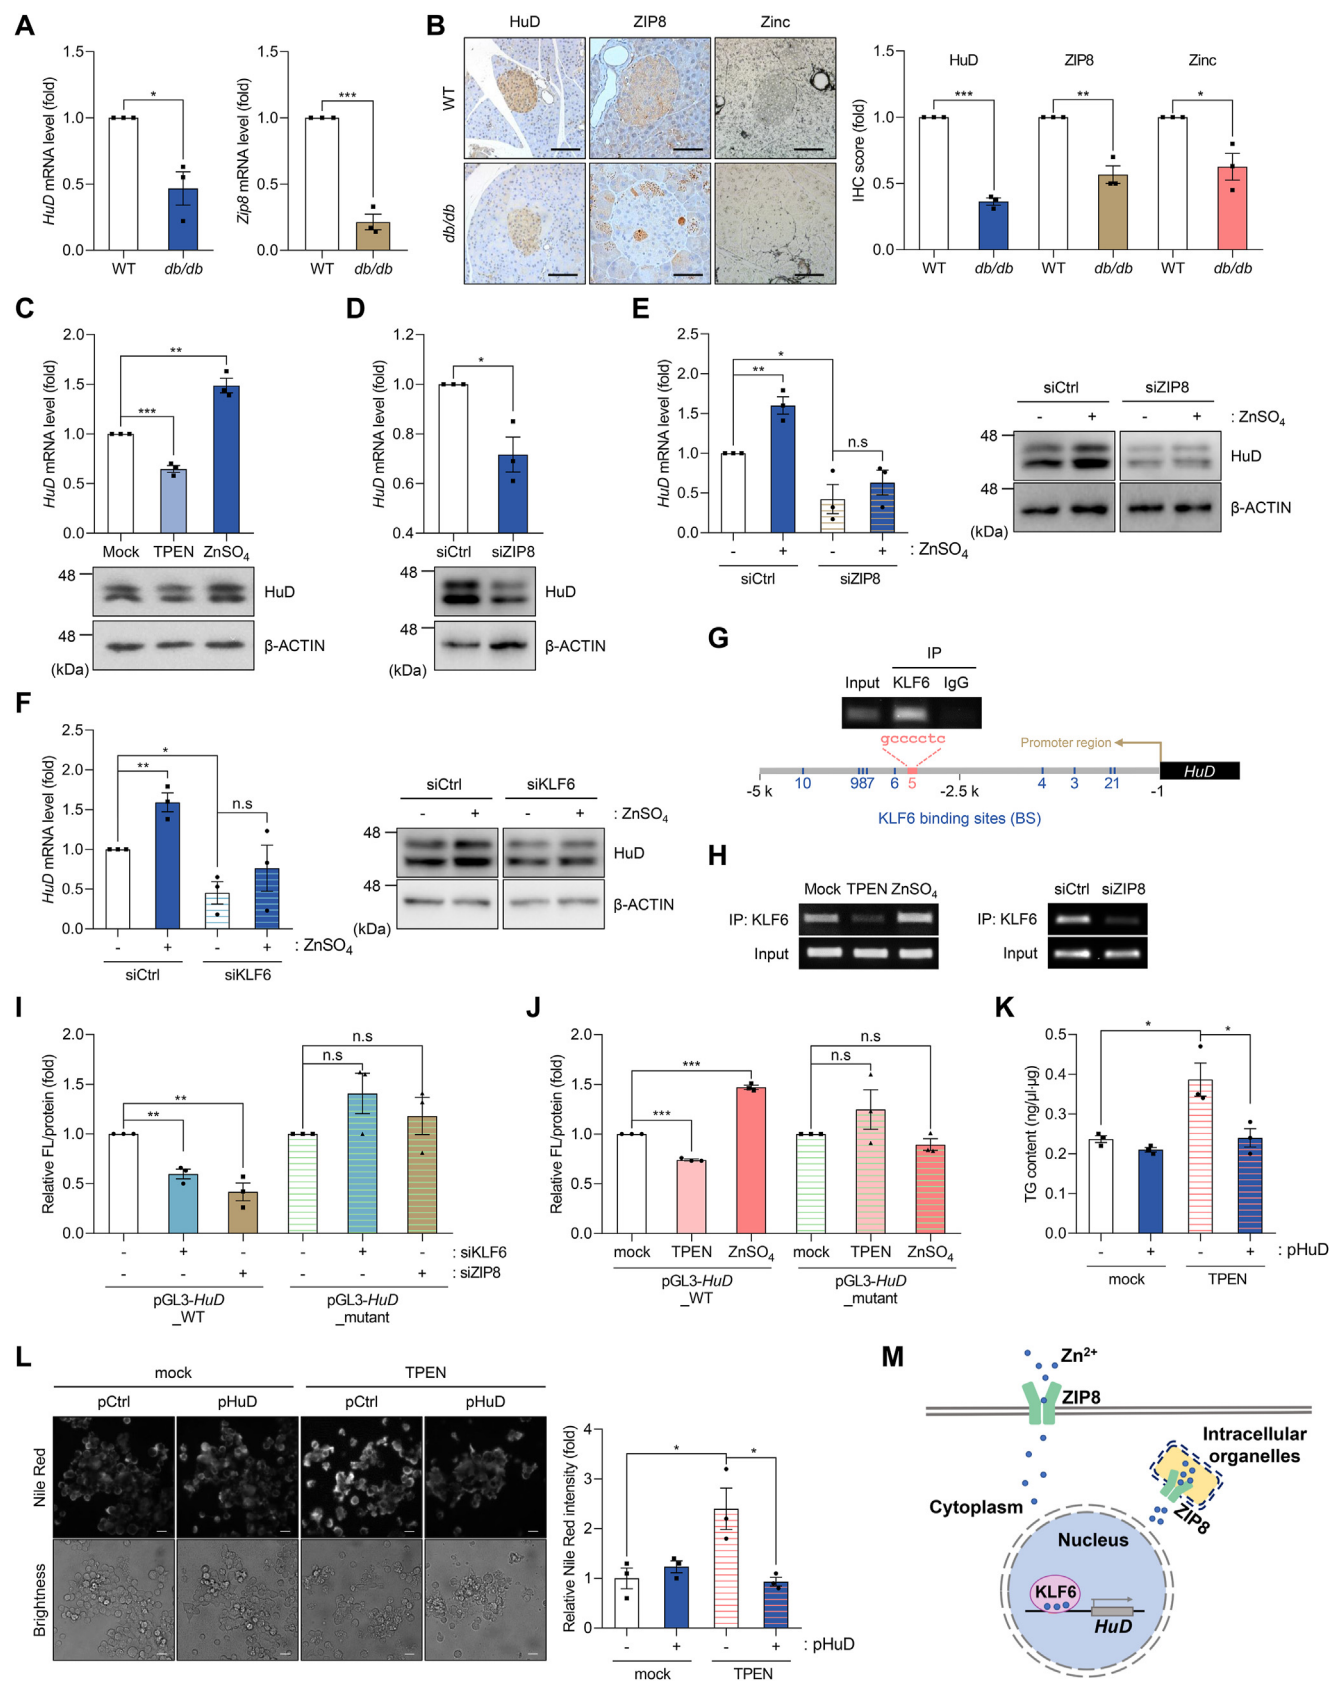 A
HuD mRNA level (fold)
1.5
1.0
0.5
0.0
*
WT
db/db
Zip8 mRNA level (fold)
1.5
1.0
0.5
0.0
***
WT
db/db
B
HuD
ZIP8
Zinc
WT
db/db
IHC score (fold)
1.5
1.0
0.5
0.0
HuD
ZIP8
Zinc
***
**
*
WT
db/db
WT
db/db
WT
db/db
C
HuD mRNA level (fold)
2.0
1.5
1.0
0.5
0.0
**
***
Mock
TPEN
ZnSO4
48
HuD
48
β-ACTIN
(kDa)
D
HuD mRNA level (fold)
1.2
1.0
0.8
0.6
0.4
*
siCtrl
siZIP8
48
HuD
48
β-ACTIN
(kDa)
E
HuD mRNA level (fold)
2.5
2.0
1.5
1.0
0.5
0.0
*
**
n.s
- + - + : ZnSO4
siCtrl
siZIP8
siCtrl
siZIP8
- + - + : ZnSO4
48
HuD
48
β-ACTIN
(kDa)
F
HuD mRNA level (fold)
2.5
2.0
1.5
1.0
0.5
0.0
*
**
n.s
- + - + : ZnSO4
siCtrl
siKLF6
siCtrl
siKLF6
- + - + : ZnSO4
48
HuD
48
β-ACTIN
(kDa)
G
IP
Input KLF6 IgG
gcccctc
Promoter region
HuD
10 987 6 5 4 3 21
-5 k
-2.5 k
-1
KLF6 binding sites (BS)
H
Mock TPEN ZnSO4
IP: KLF6
Input
siCtrl siZIP8
IP: KLF6
Input
I
Relative FL/protein (fold)
2.0
1.5
1.0
0.5
0.0
**
**
n.s
n.s
- + - - + - : siKLF6
- - + - - + : siZIP8
pGL3-HuD
_WT
pGL3-HuD
_mutant
J
Relative FL/protein (fold)
2.0
1.5
1.0
0.5
0.0
***
***
n.s
n.s
mock TPEN ZnSO4
mock TPEN ZnSO4
pGL3-HuD
_WT
pGL3-HuD
_mutant
K
TG content (ng/μl·μg)
0.5
0.4
0.3
0.2
0.1
0.0
*
*
- + - + : pHuD
mock
TPEN
L
mock
TPEN
pCtrl
pHuD
pCtrl
pHuD
Nile Red
Brightness
Relative Nile Red intensity (fold)
4
3
2
1
0
*
*
- + - + : pHuD
mock
TPEN
M
Zn2+
ZIP8
Intracellular
organelles
ZIP8
Cytoplasm
Nucleus
KLF6
HuD